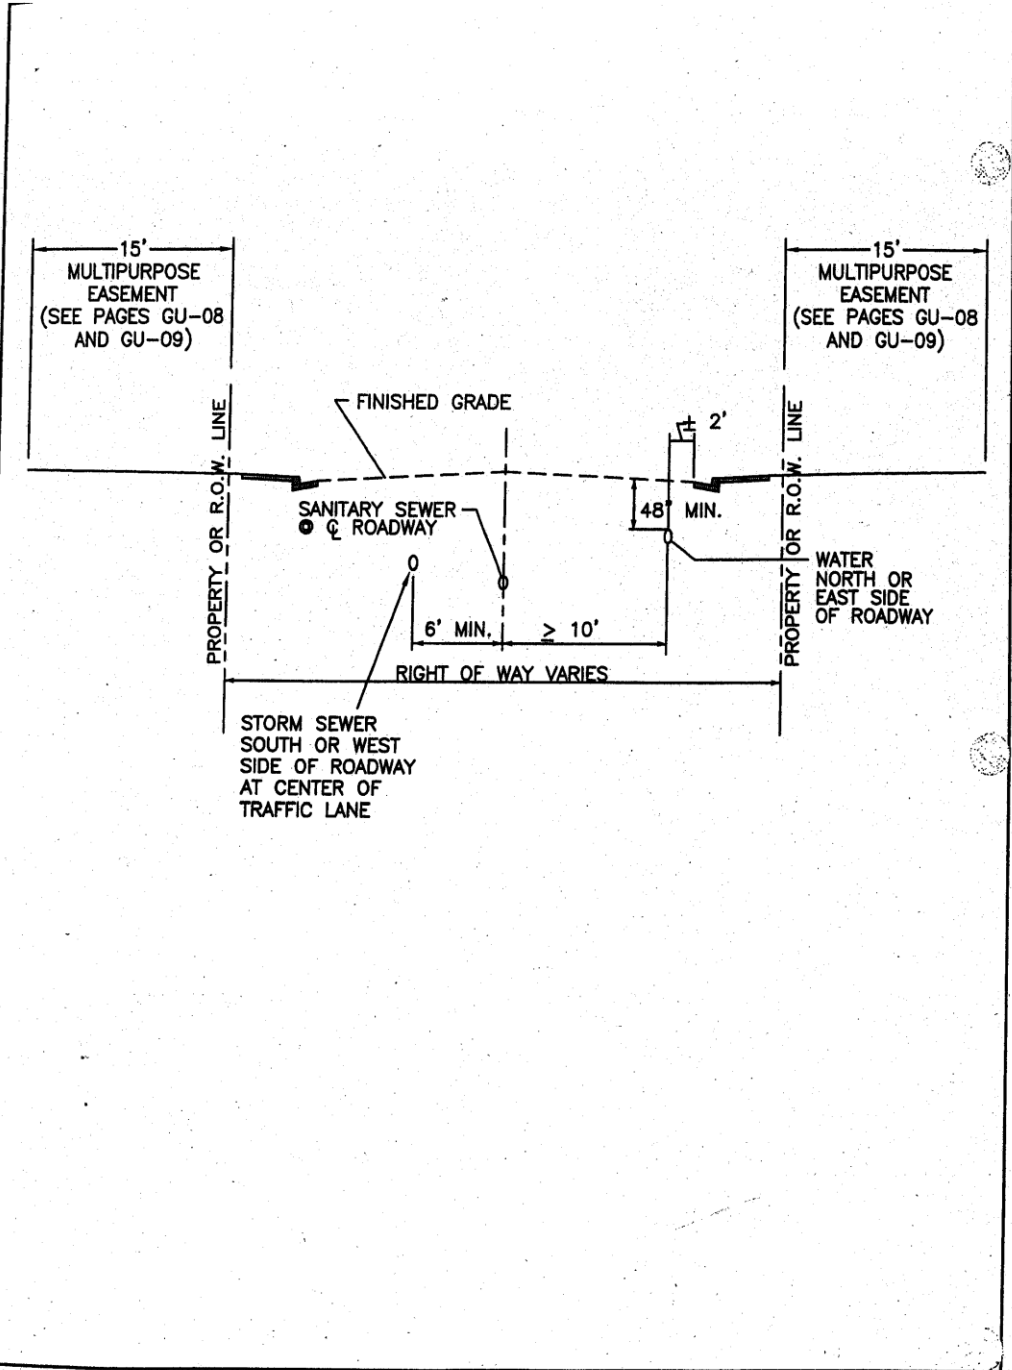 15'
MULTIPURPOSE
EASEMENT
(SEE PAGES GU-08
AND GU-09)
15'
MULTIPURPOSE
EASEMENT
(SEE PAGES GU-08
AND GU-09)
FINISHED GRADE
± 2'
PROPERTY OR R.O.W. LINE
PROPERTY OR R.O.W. LINE
SANITARY SEWER
@ ℄ ROADWAY
48" MIN.
WATER
NORTH OR
EAST SIDE
OF ROADWAY
6' MIN.
≥ 10'
RIGHT OF WAY VARIES
STORM SEWER
SOUTH OR WEST
SIDE OF ROADWAY
AT CENTER OF
TRAFFIC LANE